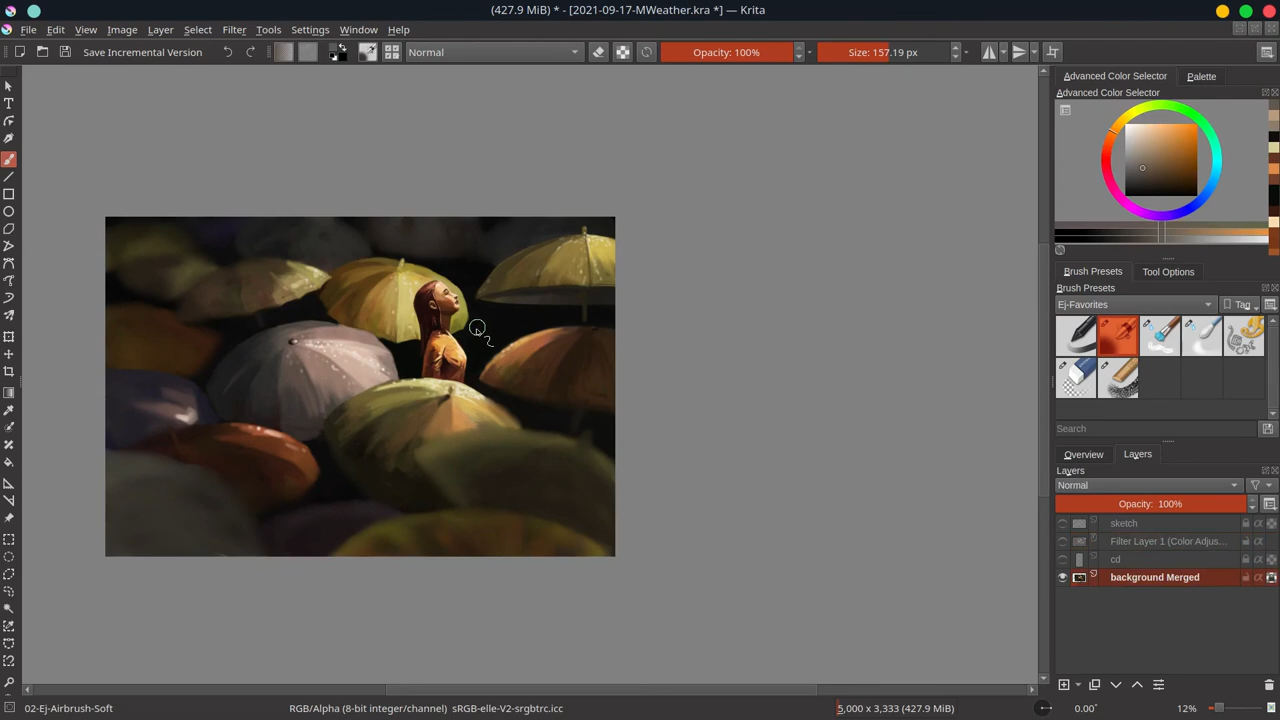 (427.9 MiB) * - [2021-09-17-MWeather.kra *] — Krita
File Edit View Image Layer Select Filter Tools Settings Window Help
Save Incremental Version Normal Opacity: 100% Size: 157.19 px
Advanced Color Selector Palette
Advanced Color Selector
Brush Presets Tool Options
Brush Presets
Ej-Favorites Tag
Search
Overview Layers
Layers
Normal
Opacity: 100%
sketch
Filter Layer 1 (Color Adjus...
cd
background Merged
02-Ej-Airbrush-Soft RGB/Alpha (8-bit integer/channel) sRGB-elle-V2-srgbtrc.icc 5,000 x 3,333 (427.9 MiB) 0.00° 12%